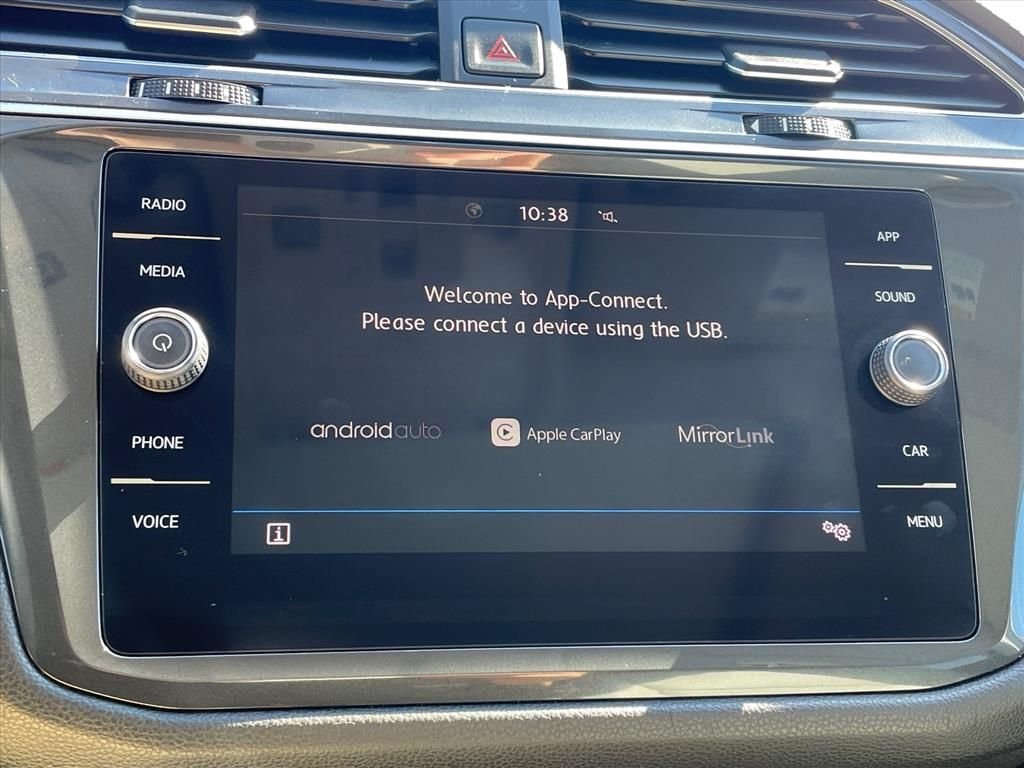 RADIO
MEDIA
PHONE
VOICE
10:38
Welcome to App-Connect.
Please connect a device using the USB.
androidauto
Apple CarPlay
MirrorLink
i
APP
SOUND
CAR
MENU